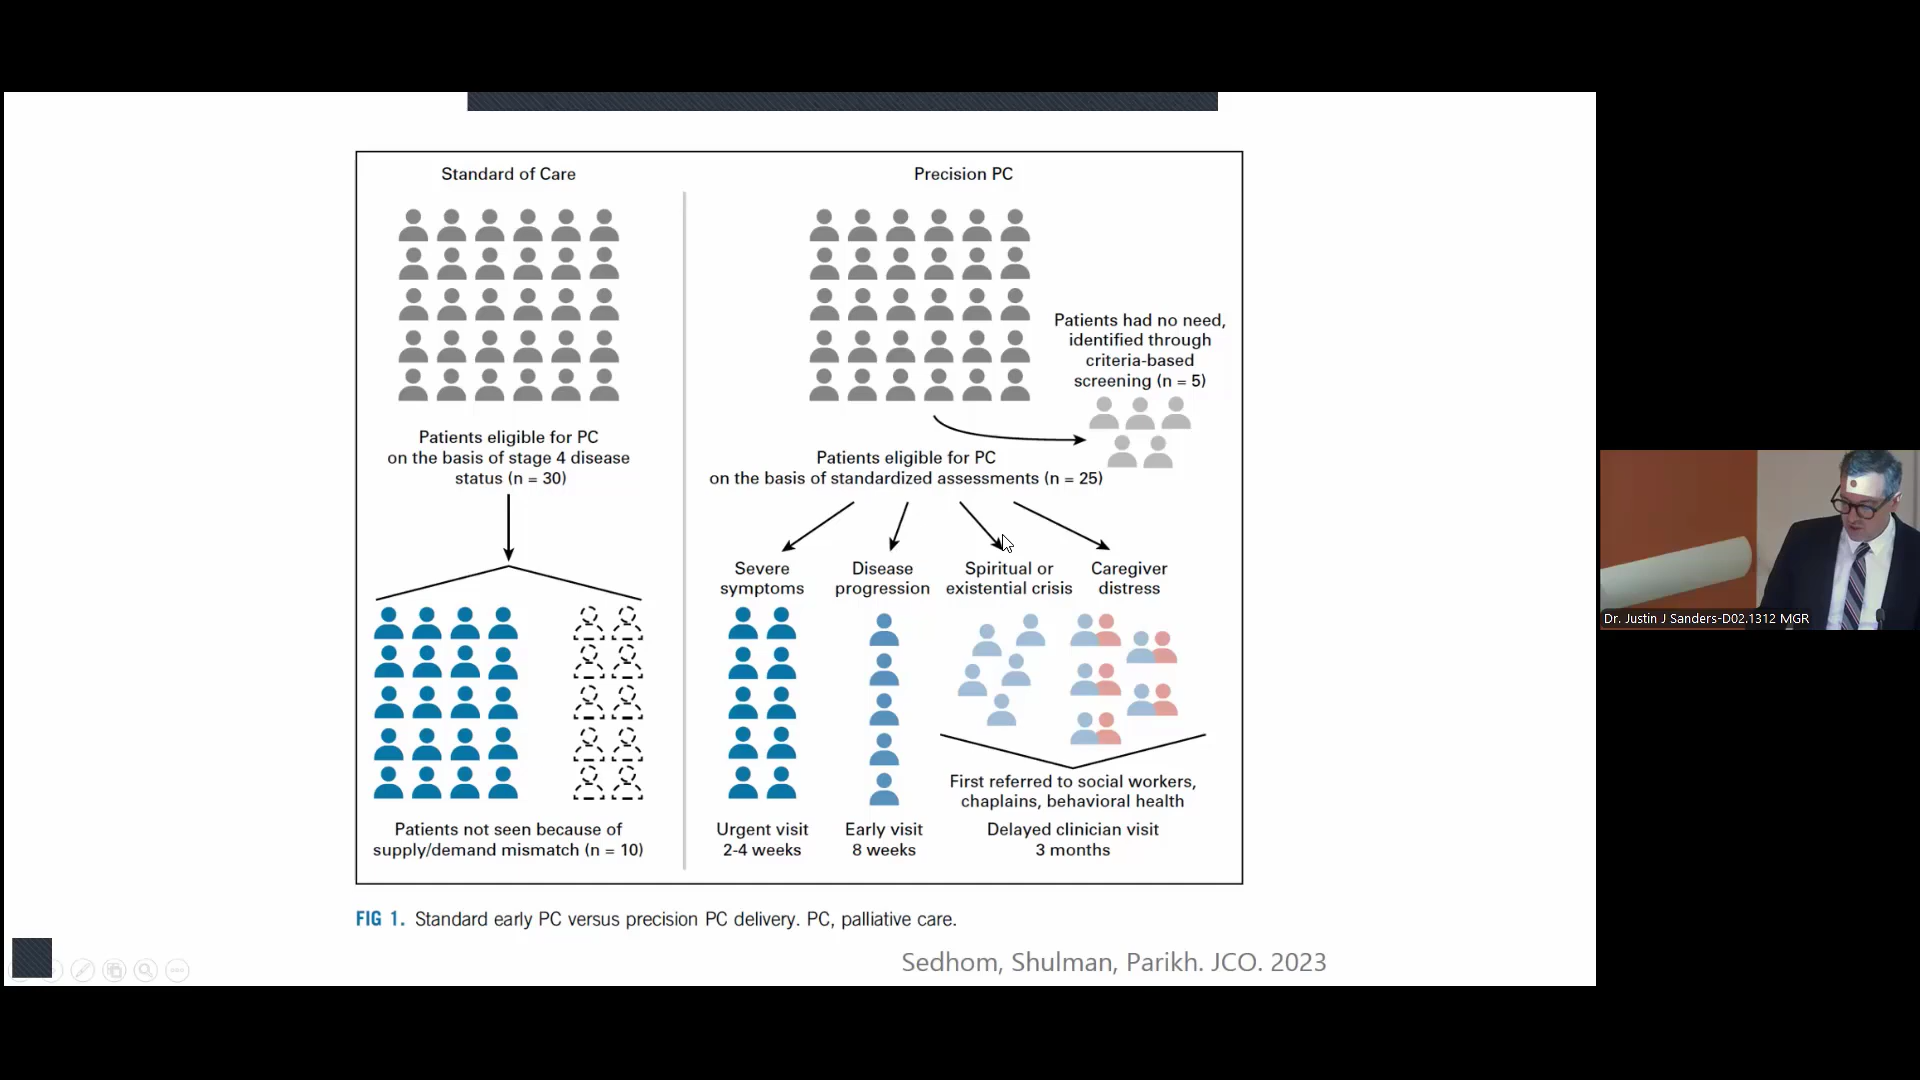 Standard of Care
Patients eligible for PC
on the basis of stage 4 disease
status (n = 30)
Patients not seen because of
supply/demand mismatch (n = 10)
Precision PC
Patients had no need,
identified through
criteria-based
screening (n = 5)
Patients eligible for PC
on the basis of standardized assessments (n = 25)
Severe
symptoms
Disease
progression
Spiritual or
existential crisis
Caregiver
distress
First referred to social workers,
chaplains, behavioral health
Urgent visit
2-4 weeks
Early visit
8 weeks
Delayed clinician visit
3 months
FIG 1. Standard early PC versus precision PC delivery. PC, palliative care.
Sedhom, Shulman, Parikh. JCO. 2023
Dr. Justin J Sanders-D02.1312 MGR